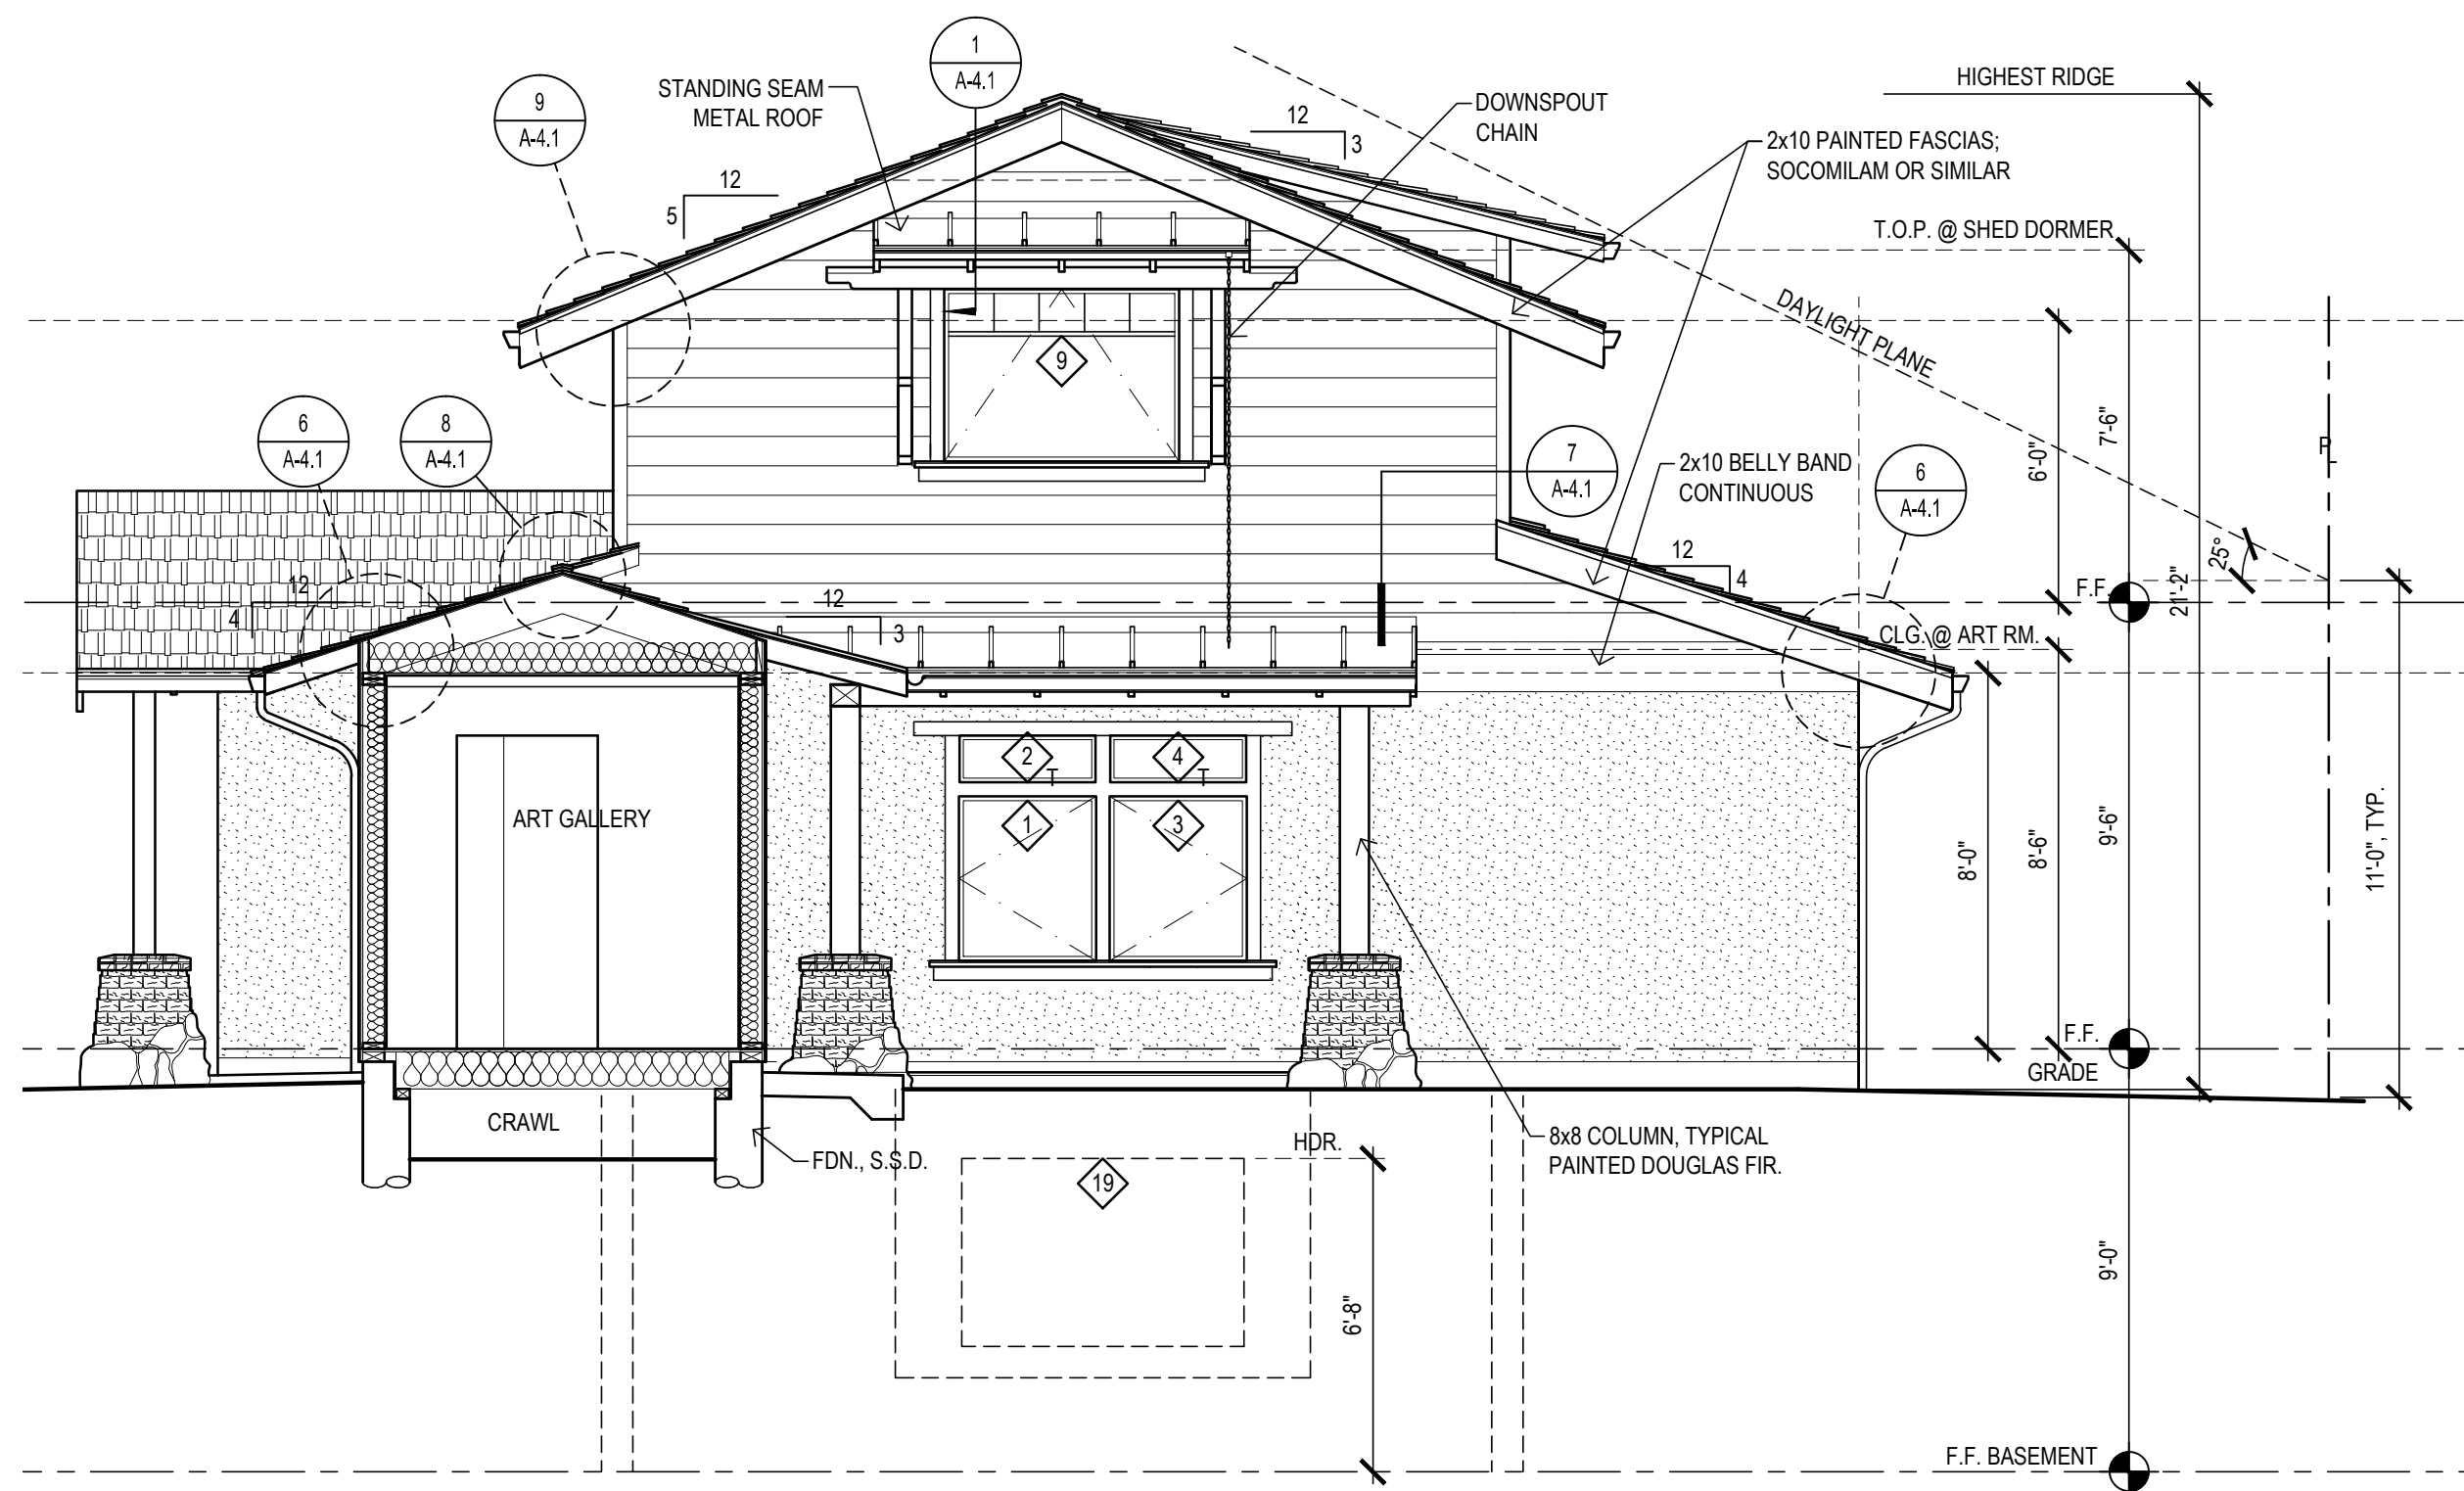 1
A-4.1
HIGHEST RIDGE
STANDING SEAM
METAL ROOF
9
A-4.1
DOWNSPOUT
CHAIN
12
3
2x10 PAINTED FASCIAS;
SOCOMILAM OR SIMILAR
12
5
T.O.P. @ SHED DORMER
DAYLIGHT PLANE
9
6
A-4.1
8
A-4.1
7
A-4.1
2x10 BELLY BAND
CONTINUOUS
6
A-4.1
6'-0"
7'-6"
PL
25°
21'-2"
12
4
12
4
12
3
F.F.
CLG. @ ART RM.
2
T
4
T
1
3
ART GALLERY
8'-0"
8'-6"
9'-6"
11'-0", TYP.
F.F.
GRADE
CRAWL
FDN., S.S.D.
HDR.
8x8 COLUMN, TYPICAL
PAINTED DOUGLAS FIR.
19
6'-8"
9'-0"
F.F. BASEMENT